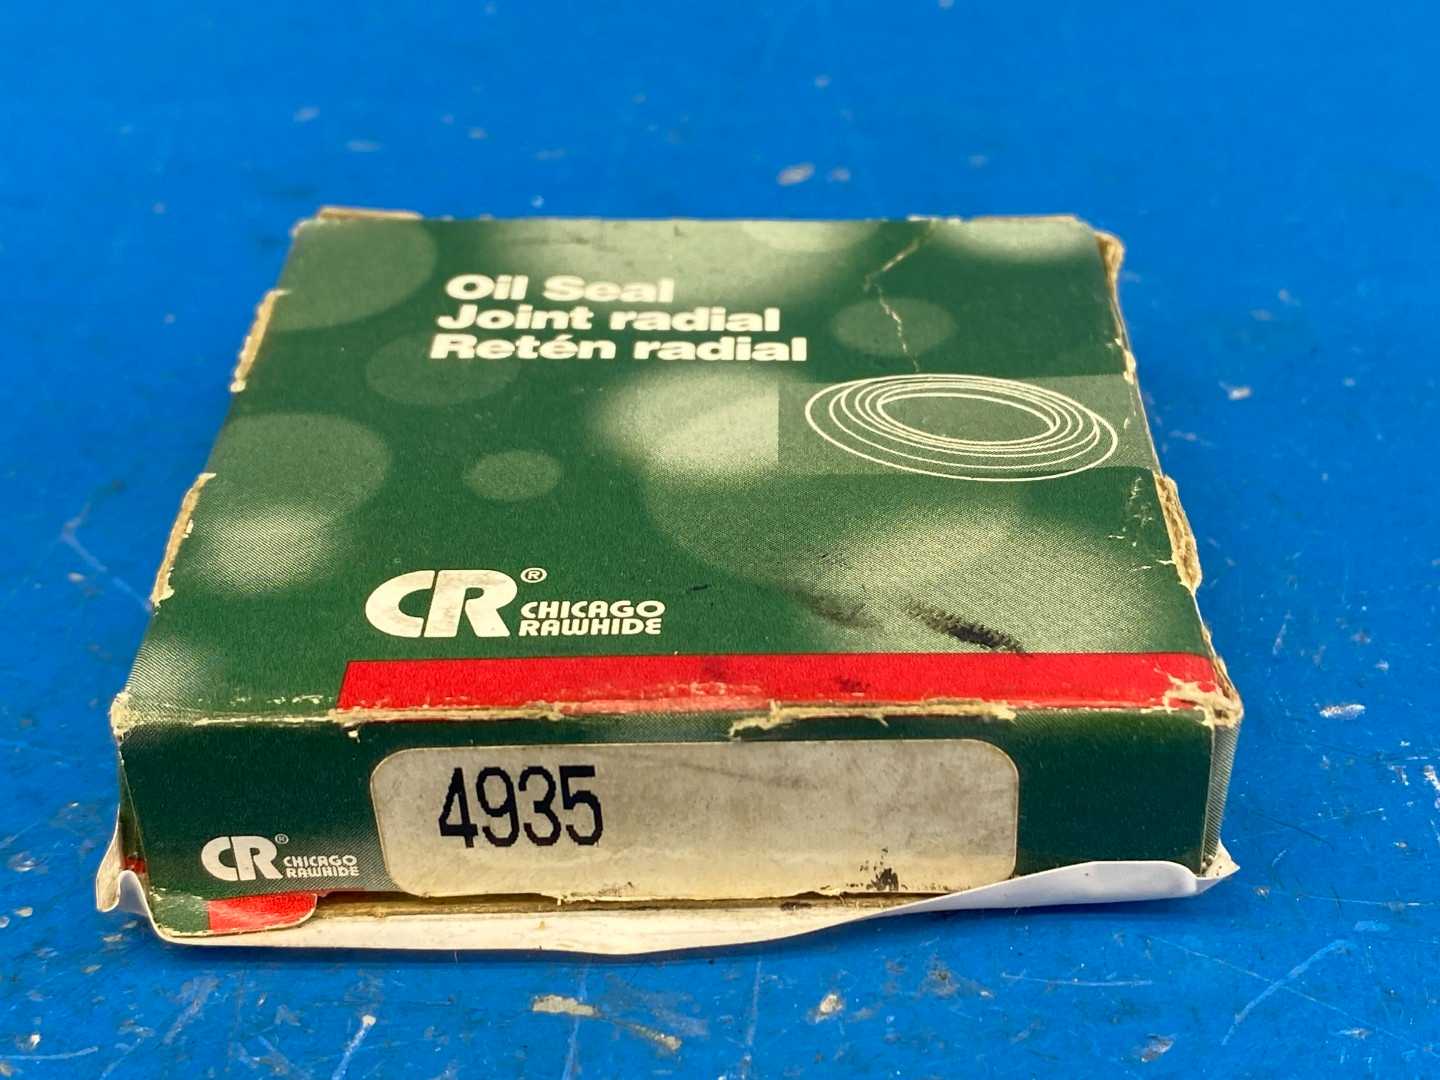 Oil Seal
Joint radial
Retén radial
CR® CHICAGO
RAWHIDE
4935
CR® CHICAGO
RAWHIDE